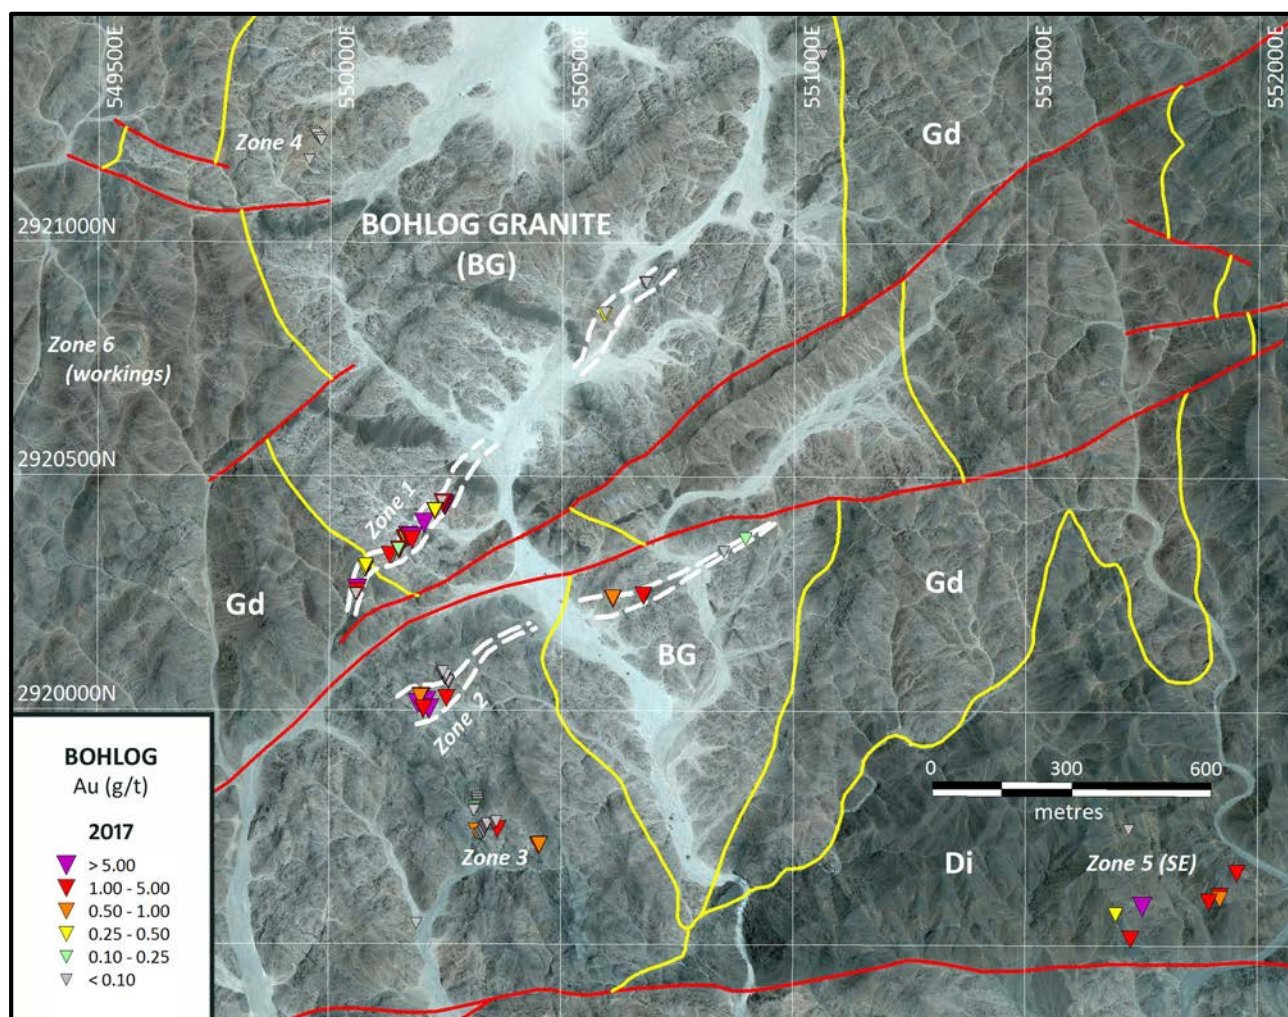 549500E
550000E
550500E
551000E
551500E
552000E
Zone 4
Gd
2921000N
BOHLOG GRANITE
(BG)
Zone 6
(workings)
2920500N
Zone 1
Gd
Gd
BG
2920000N
Zone 2
BOHLOG
Au (g/t)
2017
> 5.00
1.00 - 5.00
0.50 - 1.00
0.25 - 0.50
0.10 - 0.25
< 0.10
Zone 3
0 300 600
metres
Di
Zone 5 (SE)